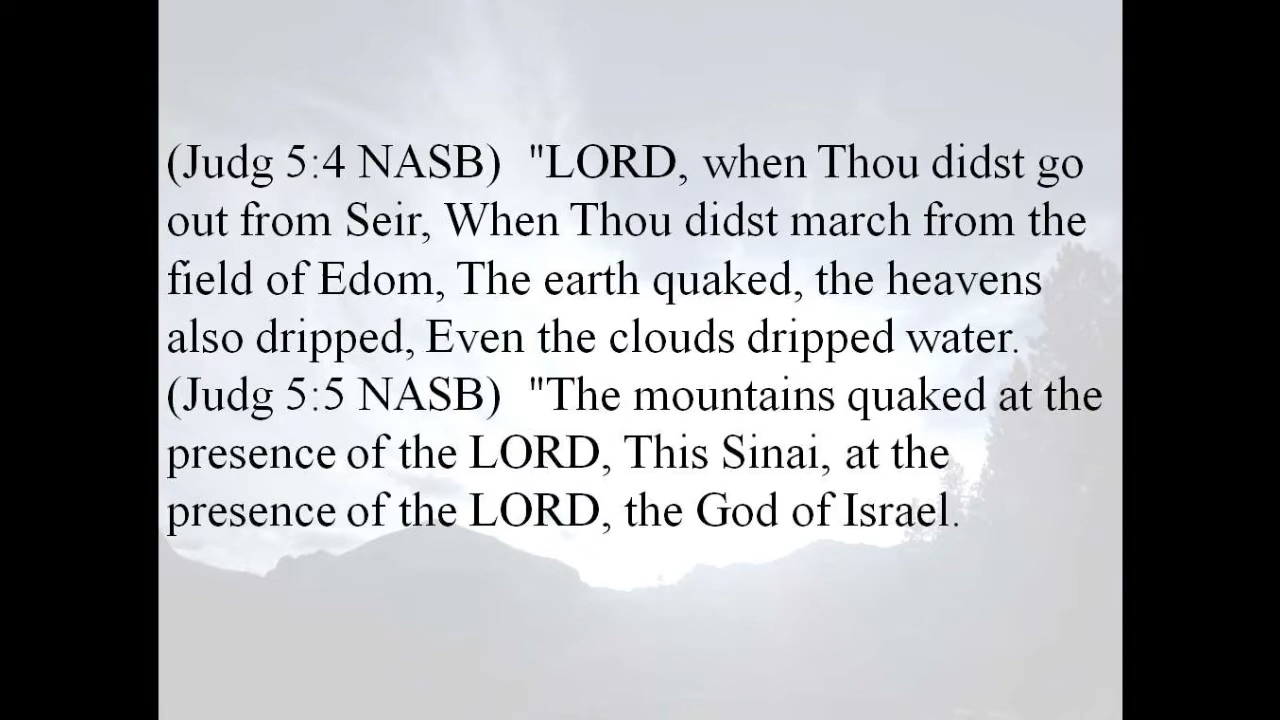 (Judg 5:4 NASB)  "LORD, when Thou didst go
out from Seir, When Thou didst march from the
field of Edom, The earth quaked, the heavens
also dripped, Even the clouds dripped water.
(Judg 5:5 NASB)  "The mountains quaked at the
presence of the LORD, This Sinai, at the
presence of the LORD, the God of Israel.